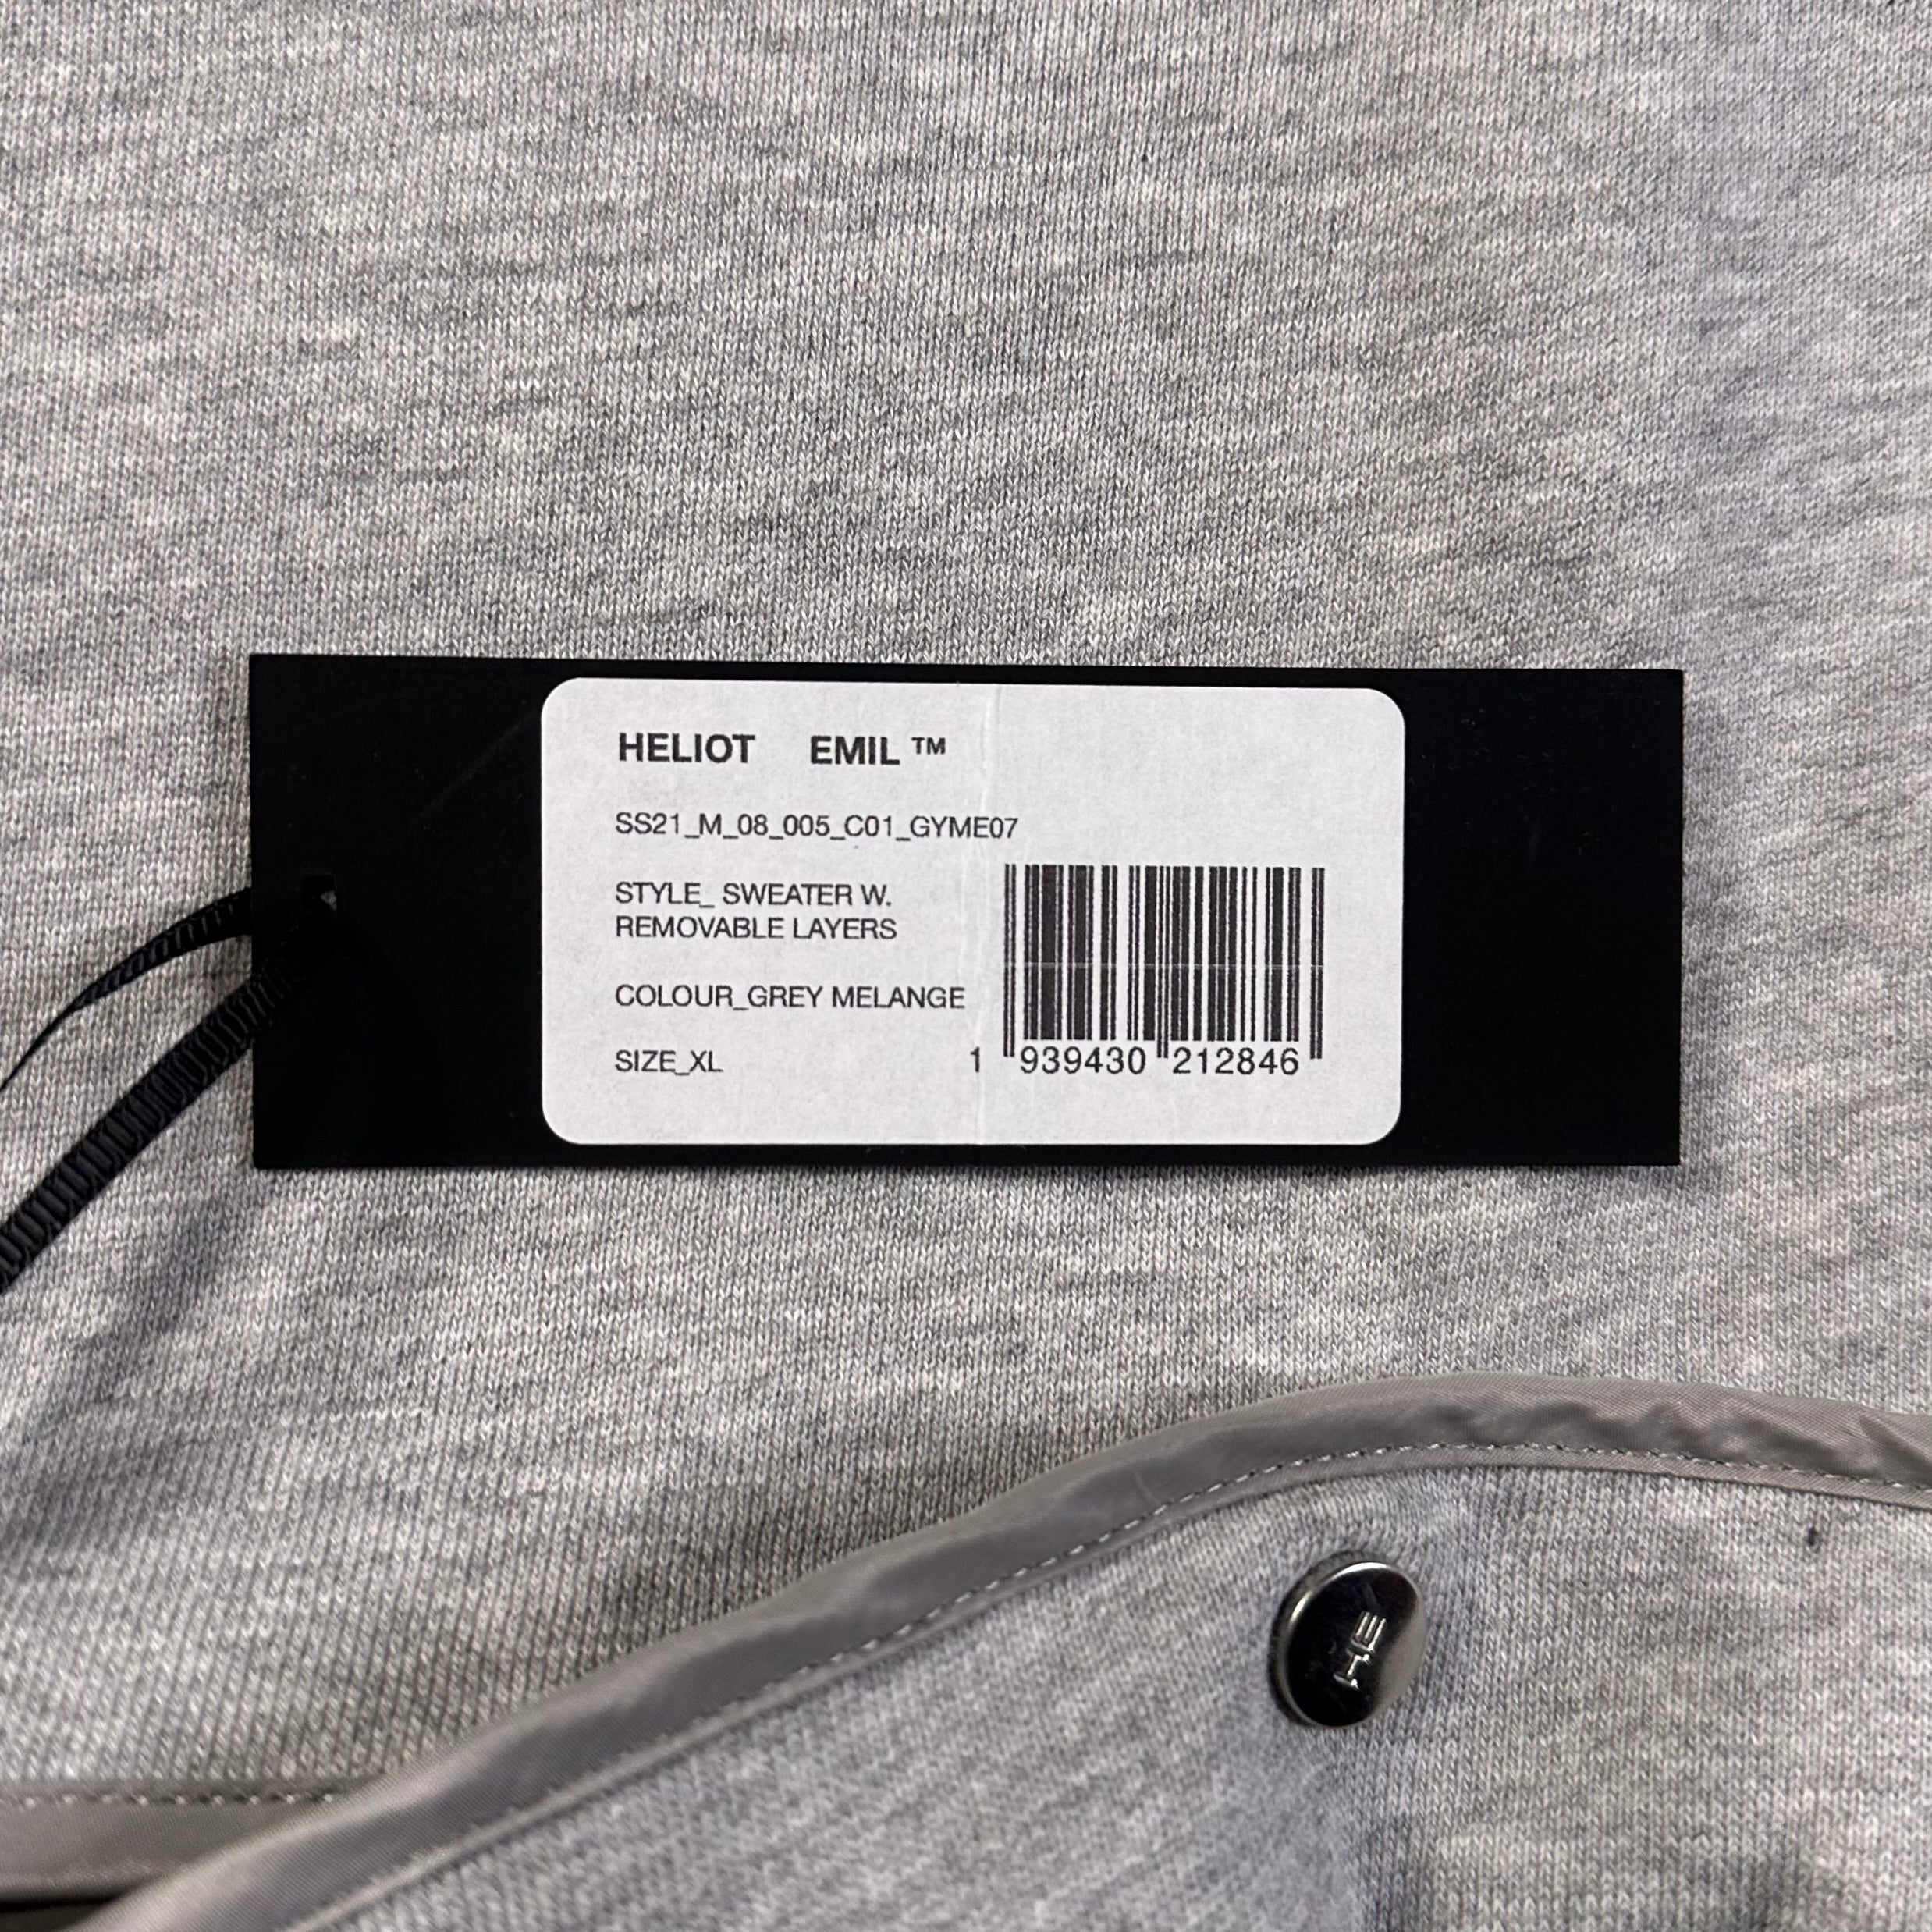 HELIOT EMIL ™
SS21_M_08_005_C01_GYME07
STYLE_ SWEATER W.
REMOVABLE LAYERS
COLOUR_GREY MELANGE
SIZE_XL
1 939430 212846
HE